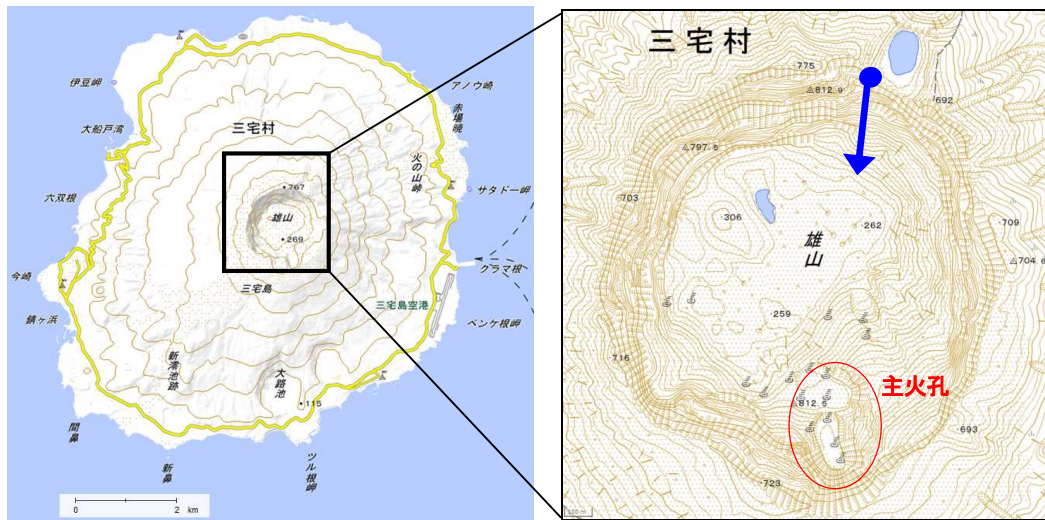 伊豆岬
アノウ崎
大船戸湾
赤場暁
三宅村
火の山峠
六双根
サタドー岬
767
雄山
269
今崎
クラマ根
三宅島
三宅島空港
錆ヶ浜
ベンケ根岬
新澪池跡
大路池
115
間鼻
新鼻
ツル根岬
0 2 km
三宅村
775
812.9
692
797.5
703
306
262
709
雄山
704.6
259
716
812.5
主火孔
693
723
100 m